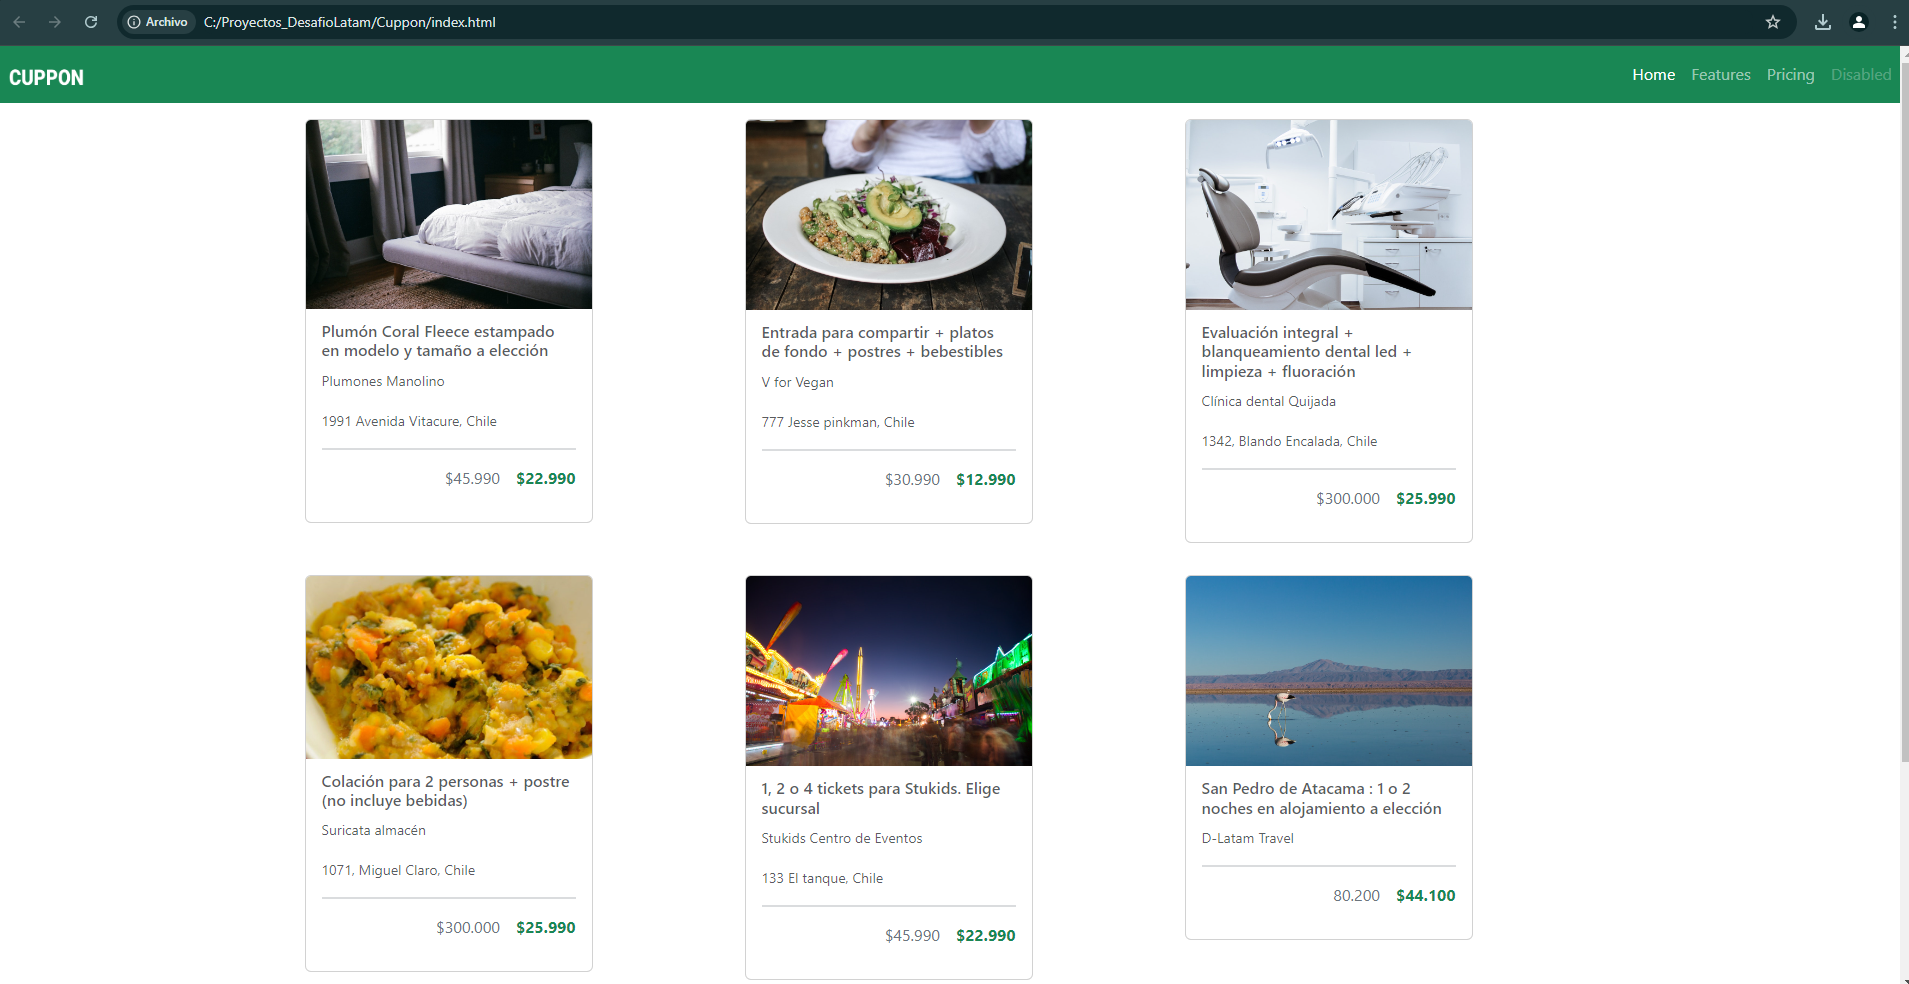 Archivo C:/Proyectos_DesafioLatam/Cuppon/index.html
CUPPON
Home Features Pricing Disabled
Plumón Coral Fleece estampado
en modelo y tamaño a elección
Plumones Manolino
1991 Avenida Vitacure, Chile
$45.990 $22.990
Entrada para compartir + platos
de fondo + postres + bebestibles
V for Vegan
777 Jesse pinkman, Chile
$30.990 $12.990
Evaluación integral +
blanqueamiento dental led +
limpieza + fluoración
Clínica dental Quijada
1342, Blando Encalada, Chile
$300.000 $25.990
Colación para 2 personas + postre
(no incluye bebidas)
Suricata almacén
1071, Miguel Claro, Chile
$300.000 $25.990
1, 2 o 4 tickets para Stukids. Elige
sucursal
Stukids Centro de Eventos
133 El tanque, Chile
$45.990 $22.990
San Pedro de Atacama : 1 o 2
noches en alojamiento a elección
D-Latam Travel
80.200 $44.100